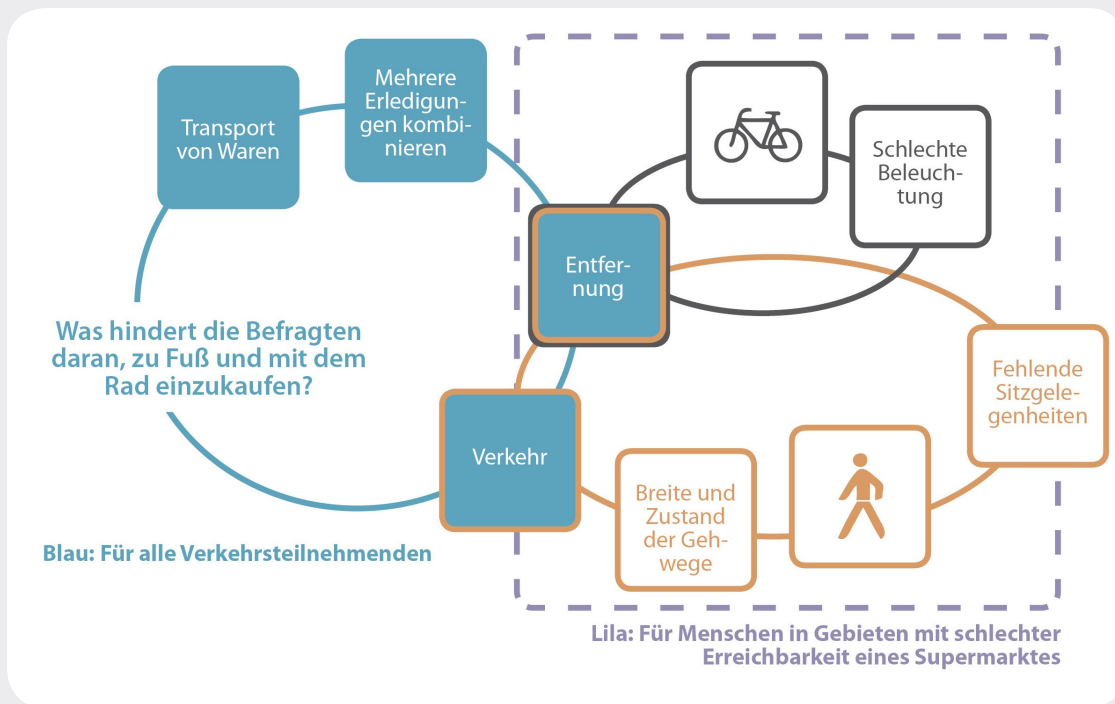 Transport
von Waren
Mehrere
Erledigun-
gen kombi-
nieren
Schlechte
Beleuch-
tung
Entfer-
nung
Was hindert die Befragten
daran, zu Fuß und mit dem
Rad einzukaufen?
Fehlende
Sitzgele-
genheiten
Verkehr
Breite und
Zustand
der Geh-
wege
Blau: Für alle Verkehrsteilnehmenden
Lila: Für Menschen in Gebieten mit schlechter
Erreichbarkeit eines Supermarktes